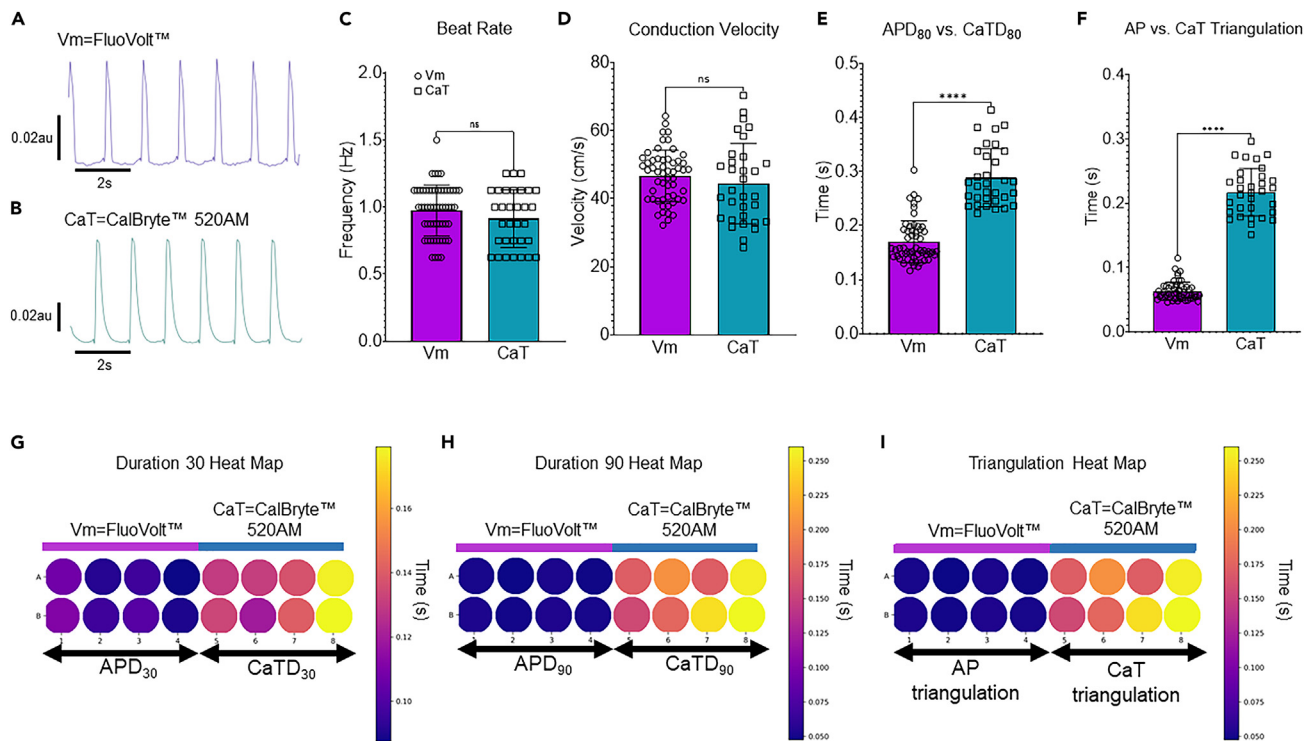 A
Vm=FluoVolt™
0.02au
2s
B
CaT=CalBryte™ 520AM
0.02au
2s
C
Beat Rate
Frequency (Hz)
2.0
1.5
1.0
0.5
0.0
Vm
CaT
ns
Vm
CaT
D
Conduction Velocity
Velocity (cm/s)
80
60
40
20
0
ns
Vm
CaT
E
APD80 vs. CaTD80
Time (s)
0.5
0.4
0.3
0.2
0.1
0.0
****
Vm
CaT
F
AP vs. CaT Triangulation
Time (s)
0.4
0.3
0.2
0.1
0.0
****
Vm
CaT
G
Duration 30 Heat Map
Vm=FluoVolt™
CaT=CalBryte™
520AM
A
B
1 2 3 4 5 6 7 8
APD30
CaTD30
0.16
0.14
0.12
0.10
Time (s)
H
Duration 90 Heat Map
Vm=FluoVolt™
CaT=CalBryte™
520AM
A
B
1 2 3 4 5 6 7 8
APD90
CaTD90
0.250
0.225
0.200
0.175
0.150
0.125
0.100
0.075
0.050
Time (s)
I
Triangulation Heat Map
Vm=FluoVolt™
CaT=CalBryte™
520AM
A
B
1 2 3 4 5 6 7 8
AP
triangulation
CaT
triangulation
0.250
0.225
0.200
0.175
0.150
0.125
0.100
0.075
0.050
Time (s)